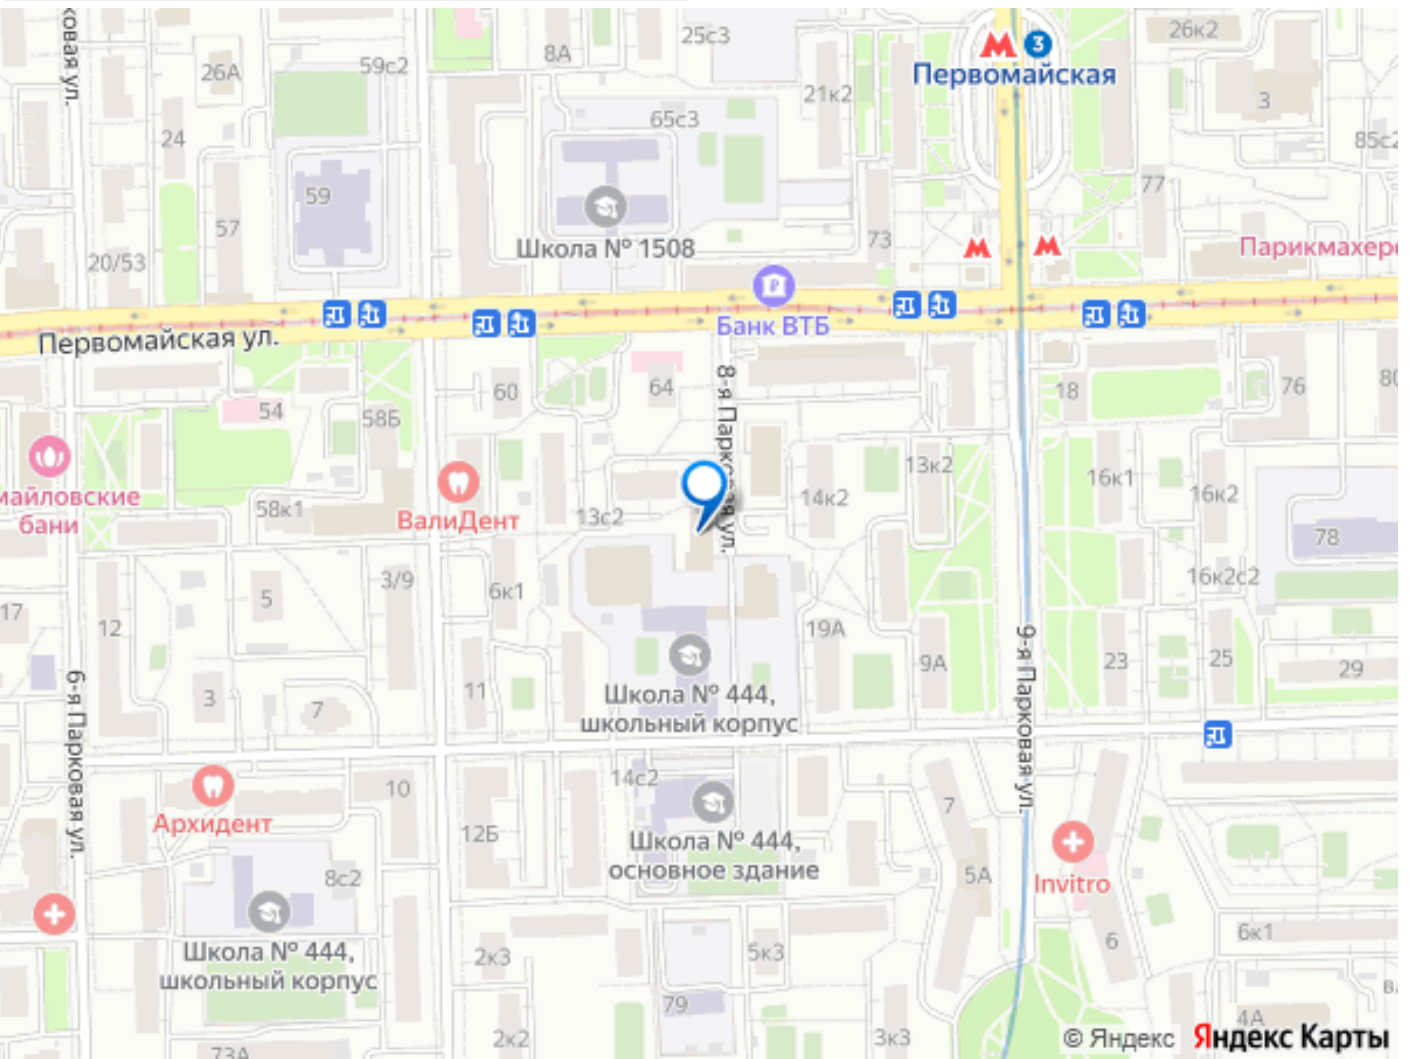 ковая ул.
26А
59с2
8А
25с3
26к2
3
Первомайская
21к2
3
65с3
24
85с2
59
77
57
Школа № 1508
73
20/53
Парикмахерс
Первомайская ул.
Банк ВТБ
60
64
8-я Парковая ул.
18
76
80
54
58Б
майловские
бани
58к1
ВалиДент
13с2
14к2
13к2
16к1
16к2
78
17
12
5
3/9
6к1
19А
16к2с2
9А
9-я Парковая ул.
23
25
29
6-я Парковая ул.
3
7
11
Школа № 444,
школьный корпус
Архидент
10
14с2
12Б
Школа № 444,
основное здание
7
5А
Invitro
8с2
Школа № 444,
школьный корпус
2к3
5к3
6
6к1
79
2к2
3к3
73А
4А
© Яндекс
Яндекс Карты